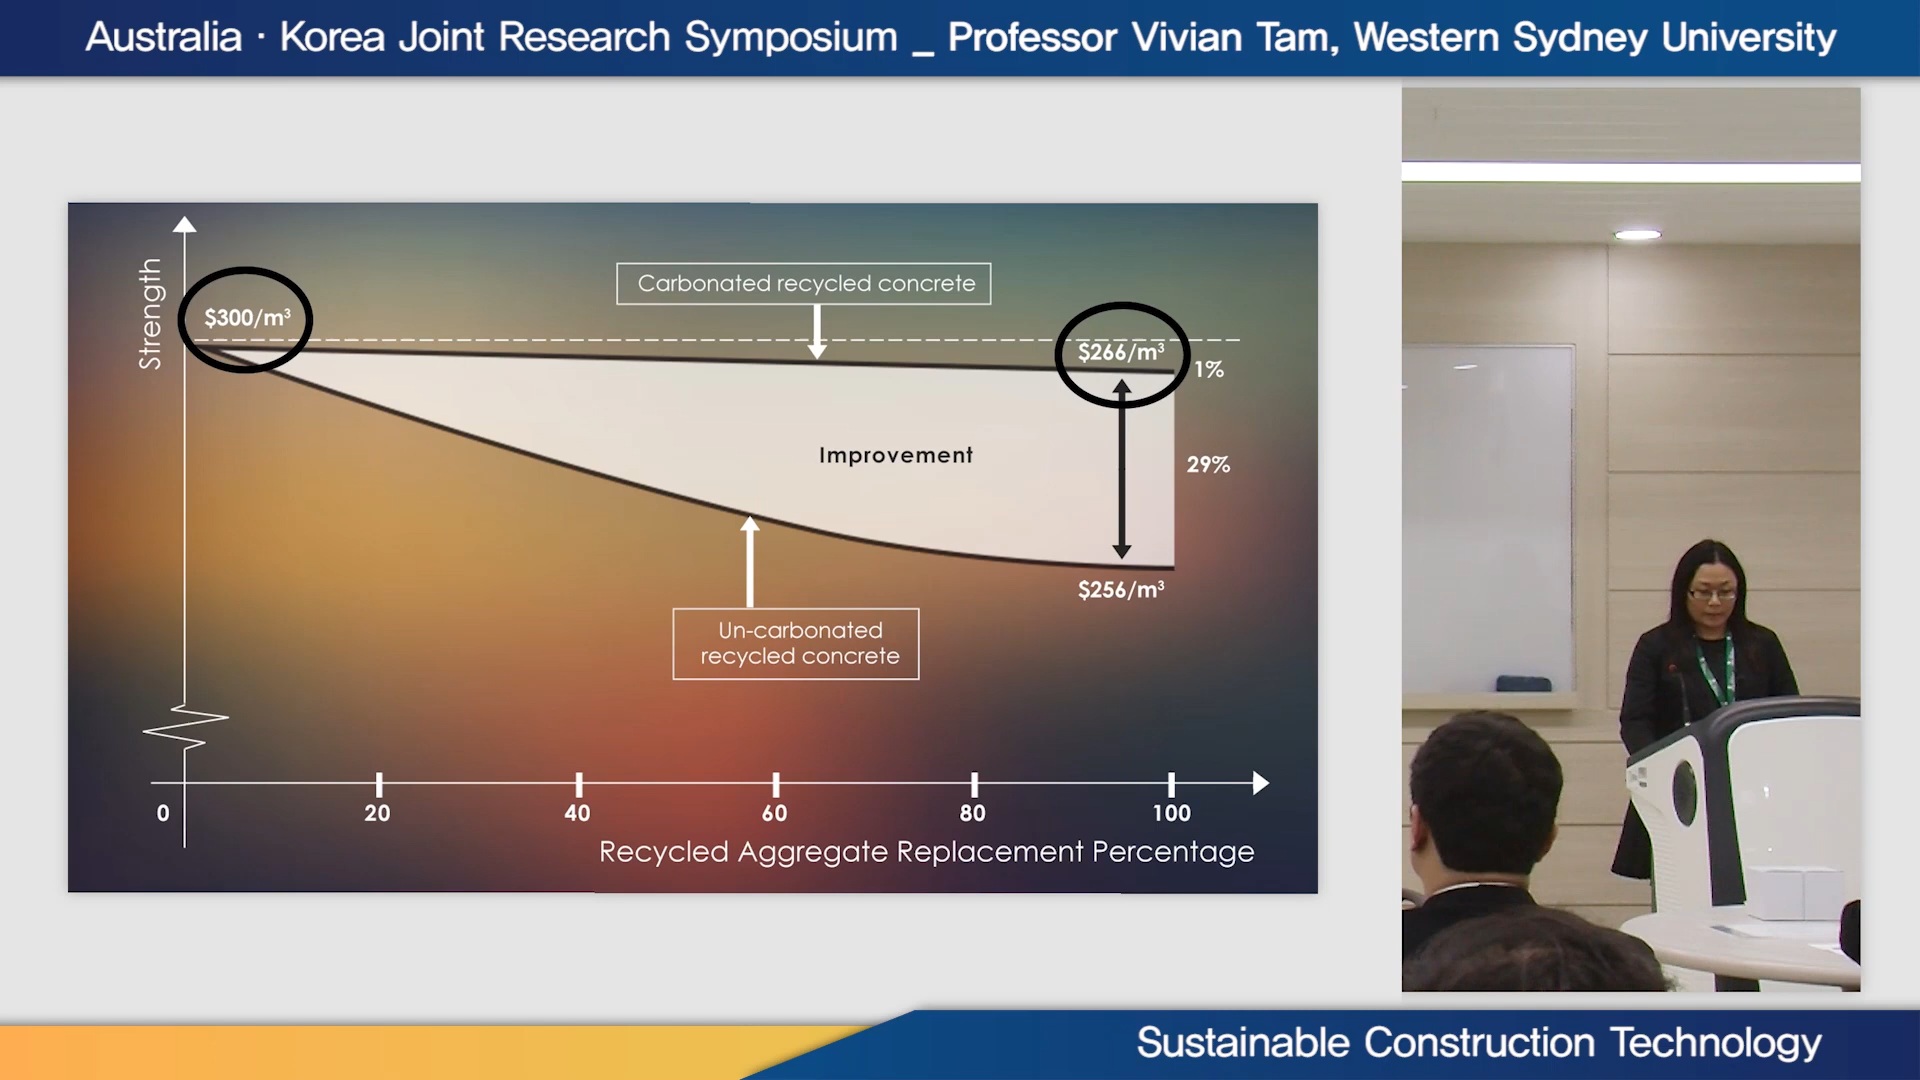 Australia · Korea Joint Research Symposium _ Professor Vivian Tam, Western Sydney University
Strength
$300/m³
Carbonated recycled concrete
$266/m³
1%
Improvement
29%
$256/m³
Un-carbonated
recycled concrete
0 20 40 60 80 100
Recycled Aggregate Replacement Percentage
Sustainable Construction Technology